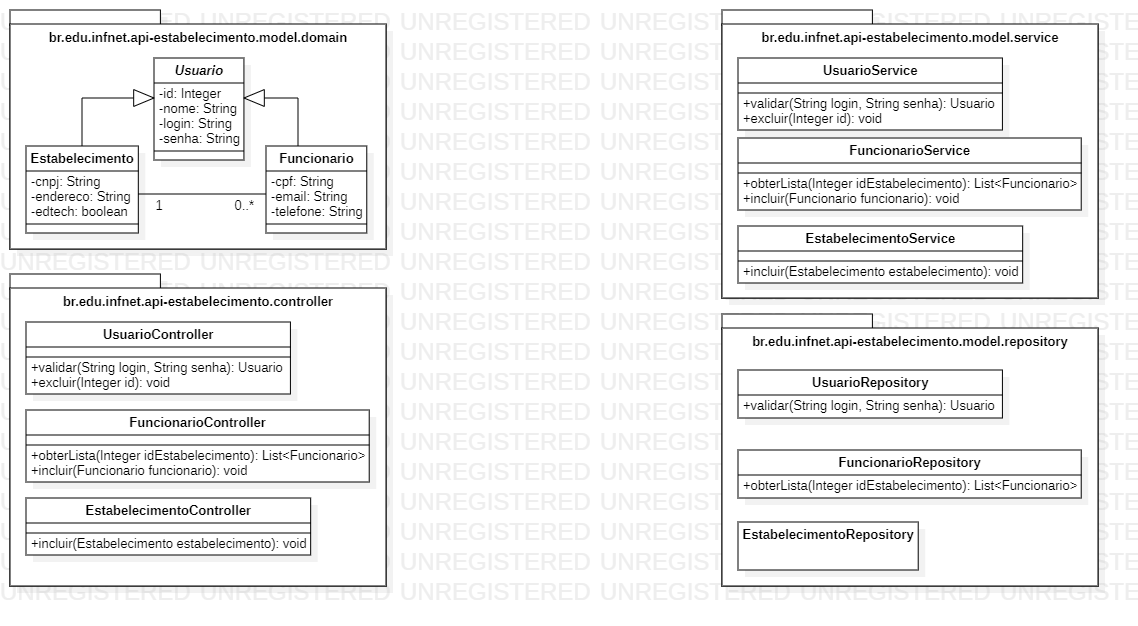 br.edu.infnet.api-estabelecimento.model.domain
Usuario
-id: Integer
-nome: String
-login: String
-senha: String
Estabelecimento
-cnpj: String
-endereco: String
-edtech: boolean
1
0..*
Funcionario
-cpf: String
-email: String
-telefone: String
br.edu.infnet.api-estabelecimento.controller
UsuarioController
+validar(String login, String senha): Usuario
+excluir(Integer id): void
FuncionarioController
+obterLista(Integer idEstabelecimento): List<Funcionario>
+incluir(Funcionario funcionario): void
EstabelecimentoController
+incluir(Estabelecimento estabelecimento): void
br.edu.infnet.api-estabelecimento.model.service
UsuarioService
+validar(String login, String senha): Usuario
+excluir(Integer id): void
FuncionarioService
+obterLista(Integer idEstabelecimento): List<Funcionario>
+incluir(Funcionario funcionario): void
EstabelecimentoService
+incluir(Estabelecimento estabelecimento): void
br.edu.infnet.api-estabelecimento.model.repository
UsuarioRepository
+validar(String login, String senha): Usuario
FuncionarioRepository
+obterLista(Integer idEstabelecimento): List<Funcionario>
EstabelecimentoRepository
UNREGISTERED UNREGISTERED